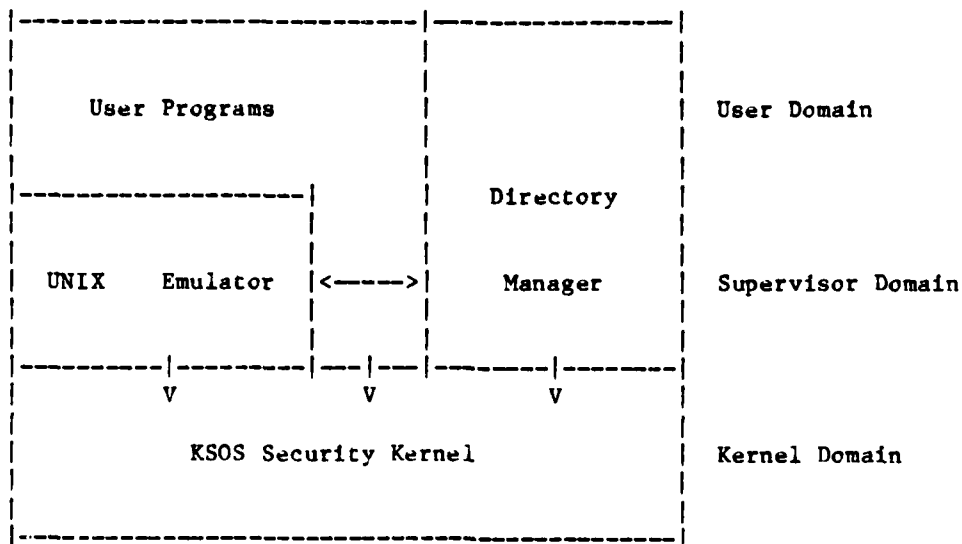 User Programs
User Domain
Directory
UNIX Emulator
<---->
Manager
Supervisor Domain
V V V
KSOS Security Kernel
Kernel Domain